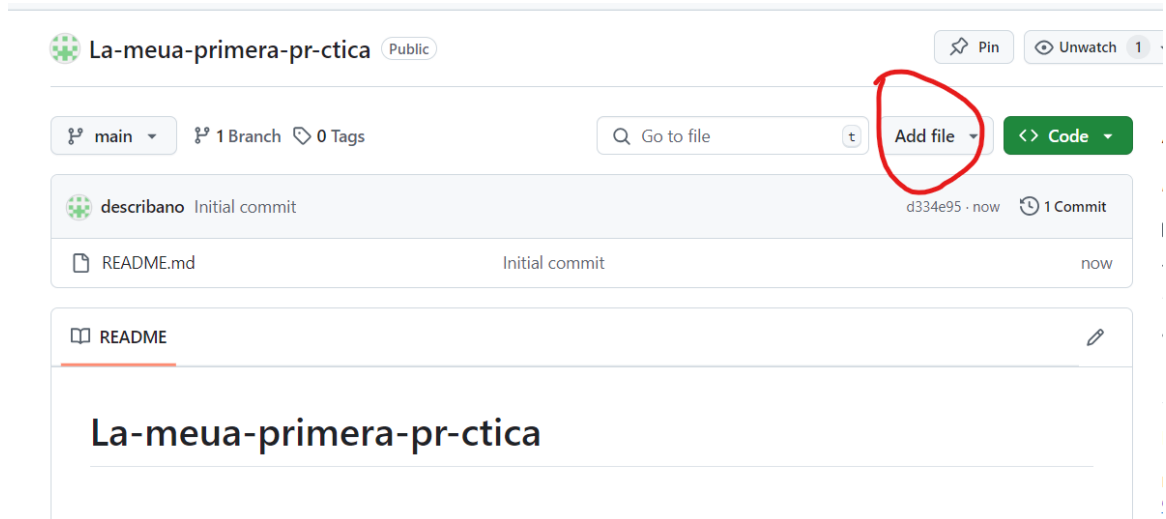 La-meua-primera-pr-ctica Public Pin Unwatch 1
main 1 Branch 0 Tags Go to file t Add file Code
describano Initial commit d334e95 · now 1 Commit
README.md Initial commit now
README
La-meua-primera-pr-ctica